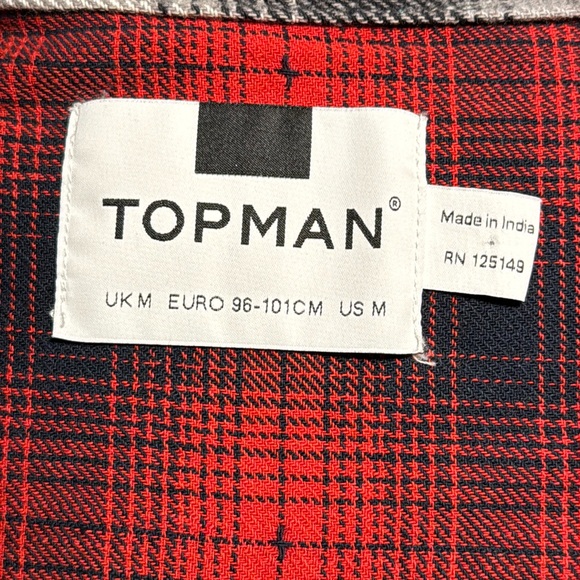 TOPMAN®
UK M EURO 96-101CM US M
Made in India
RN 125149